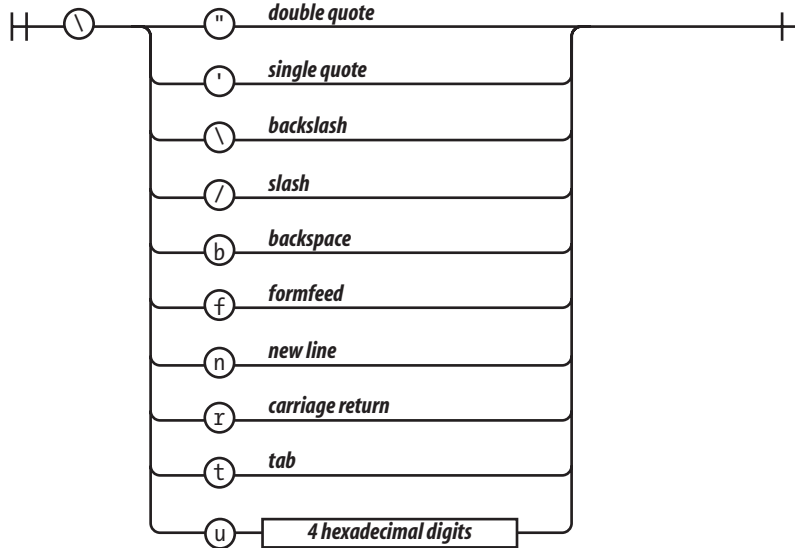 \ " double quote
' single quote
\ backslash
/ slash
b backspace
f formfeed
n new line
r carriage return
t tab
u 4 hexadecimal digits